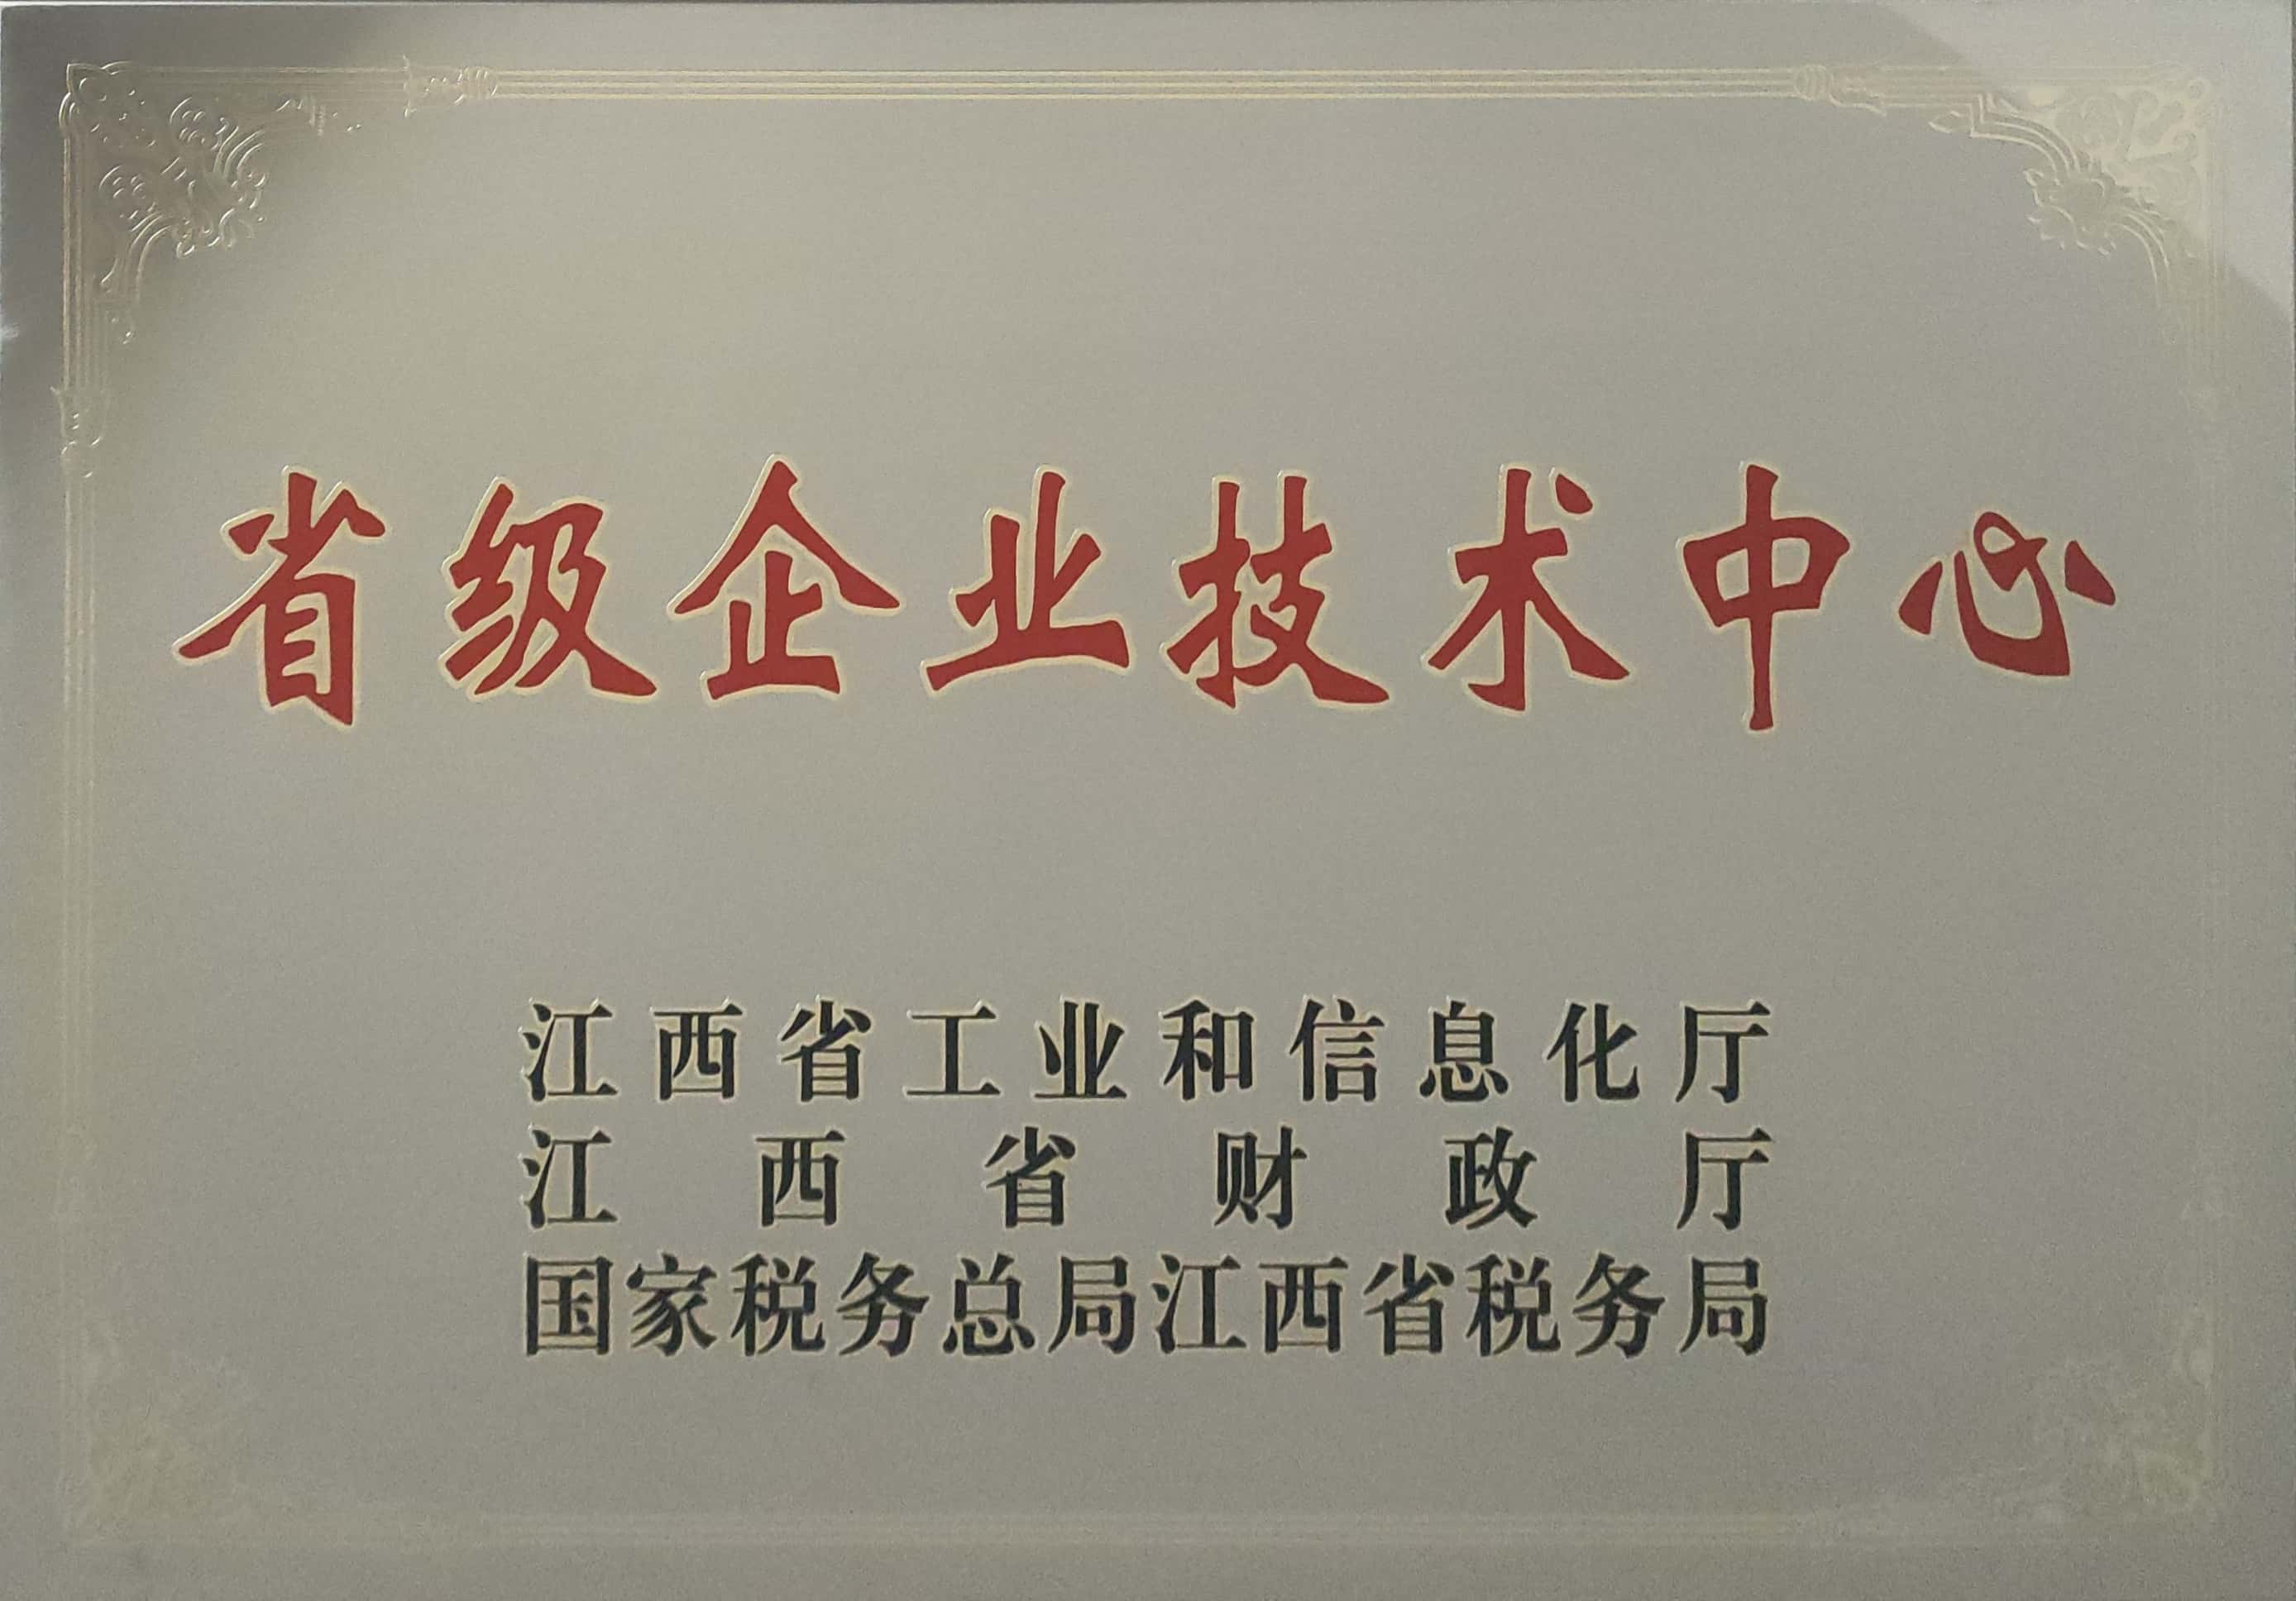 省级企业技术中心
江西省工业和信息化厅
江西省财政厅
国家税务总局江西省税务局